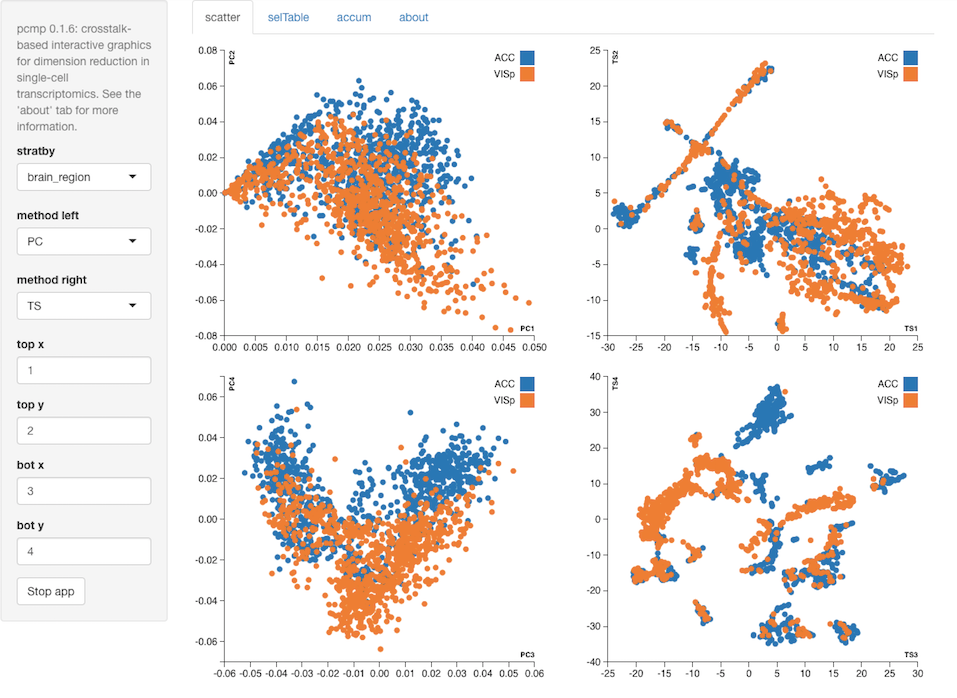 pcmp 0.1.6: crosstalk-
based interactive graphics
for dimension reduction in
single-cell
transcriptomics. See the
'about' tab for more
information.
stratby
brain_region
method left
PC
method right
TS
top x
1
top y
2
bot x
3
bot y
4
Stop app
scatter selTable accum about
0.08
0.06
0.04
0.02
0.00
-0.02
-0.04
-0.06
-0.08
PC2
ACC
VISp
PC1
0.000 0.005 0.010 0.015 0.020 0.025 0.030 0.035 0.040 0.045 0.050
25
20
15
10
5
0
-5
-10
-15
TS2
ACC
VISp
TS1
-30 -25 -20 -15 -10 -5 0 5 10 15 20 25
0.06
0.04
0.02
0.00
-0.02
-0.04
-0.06
PC4
ACC
VISp
PC3
-0.06 -0.05 -0.04 -0.03 -0.02 -0.01 0.00 0.01 0.02 0.03 0.04 0.05 0.06
40
30
20
10
0
-10
-20
-30
-40
TS4
ACC
VISp
TS3
-30 -25 -20 -15 -10 -5 0 5 10 15 20 25 30